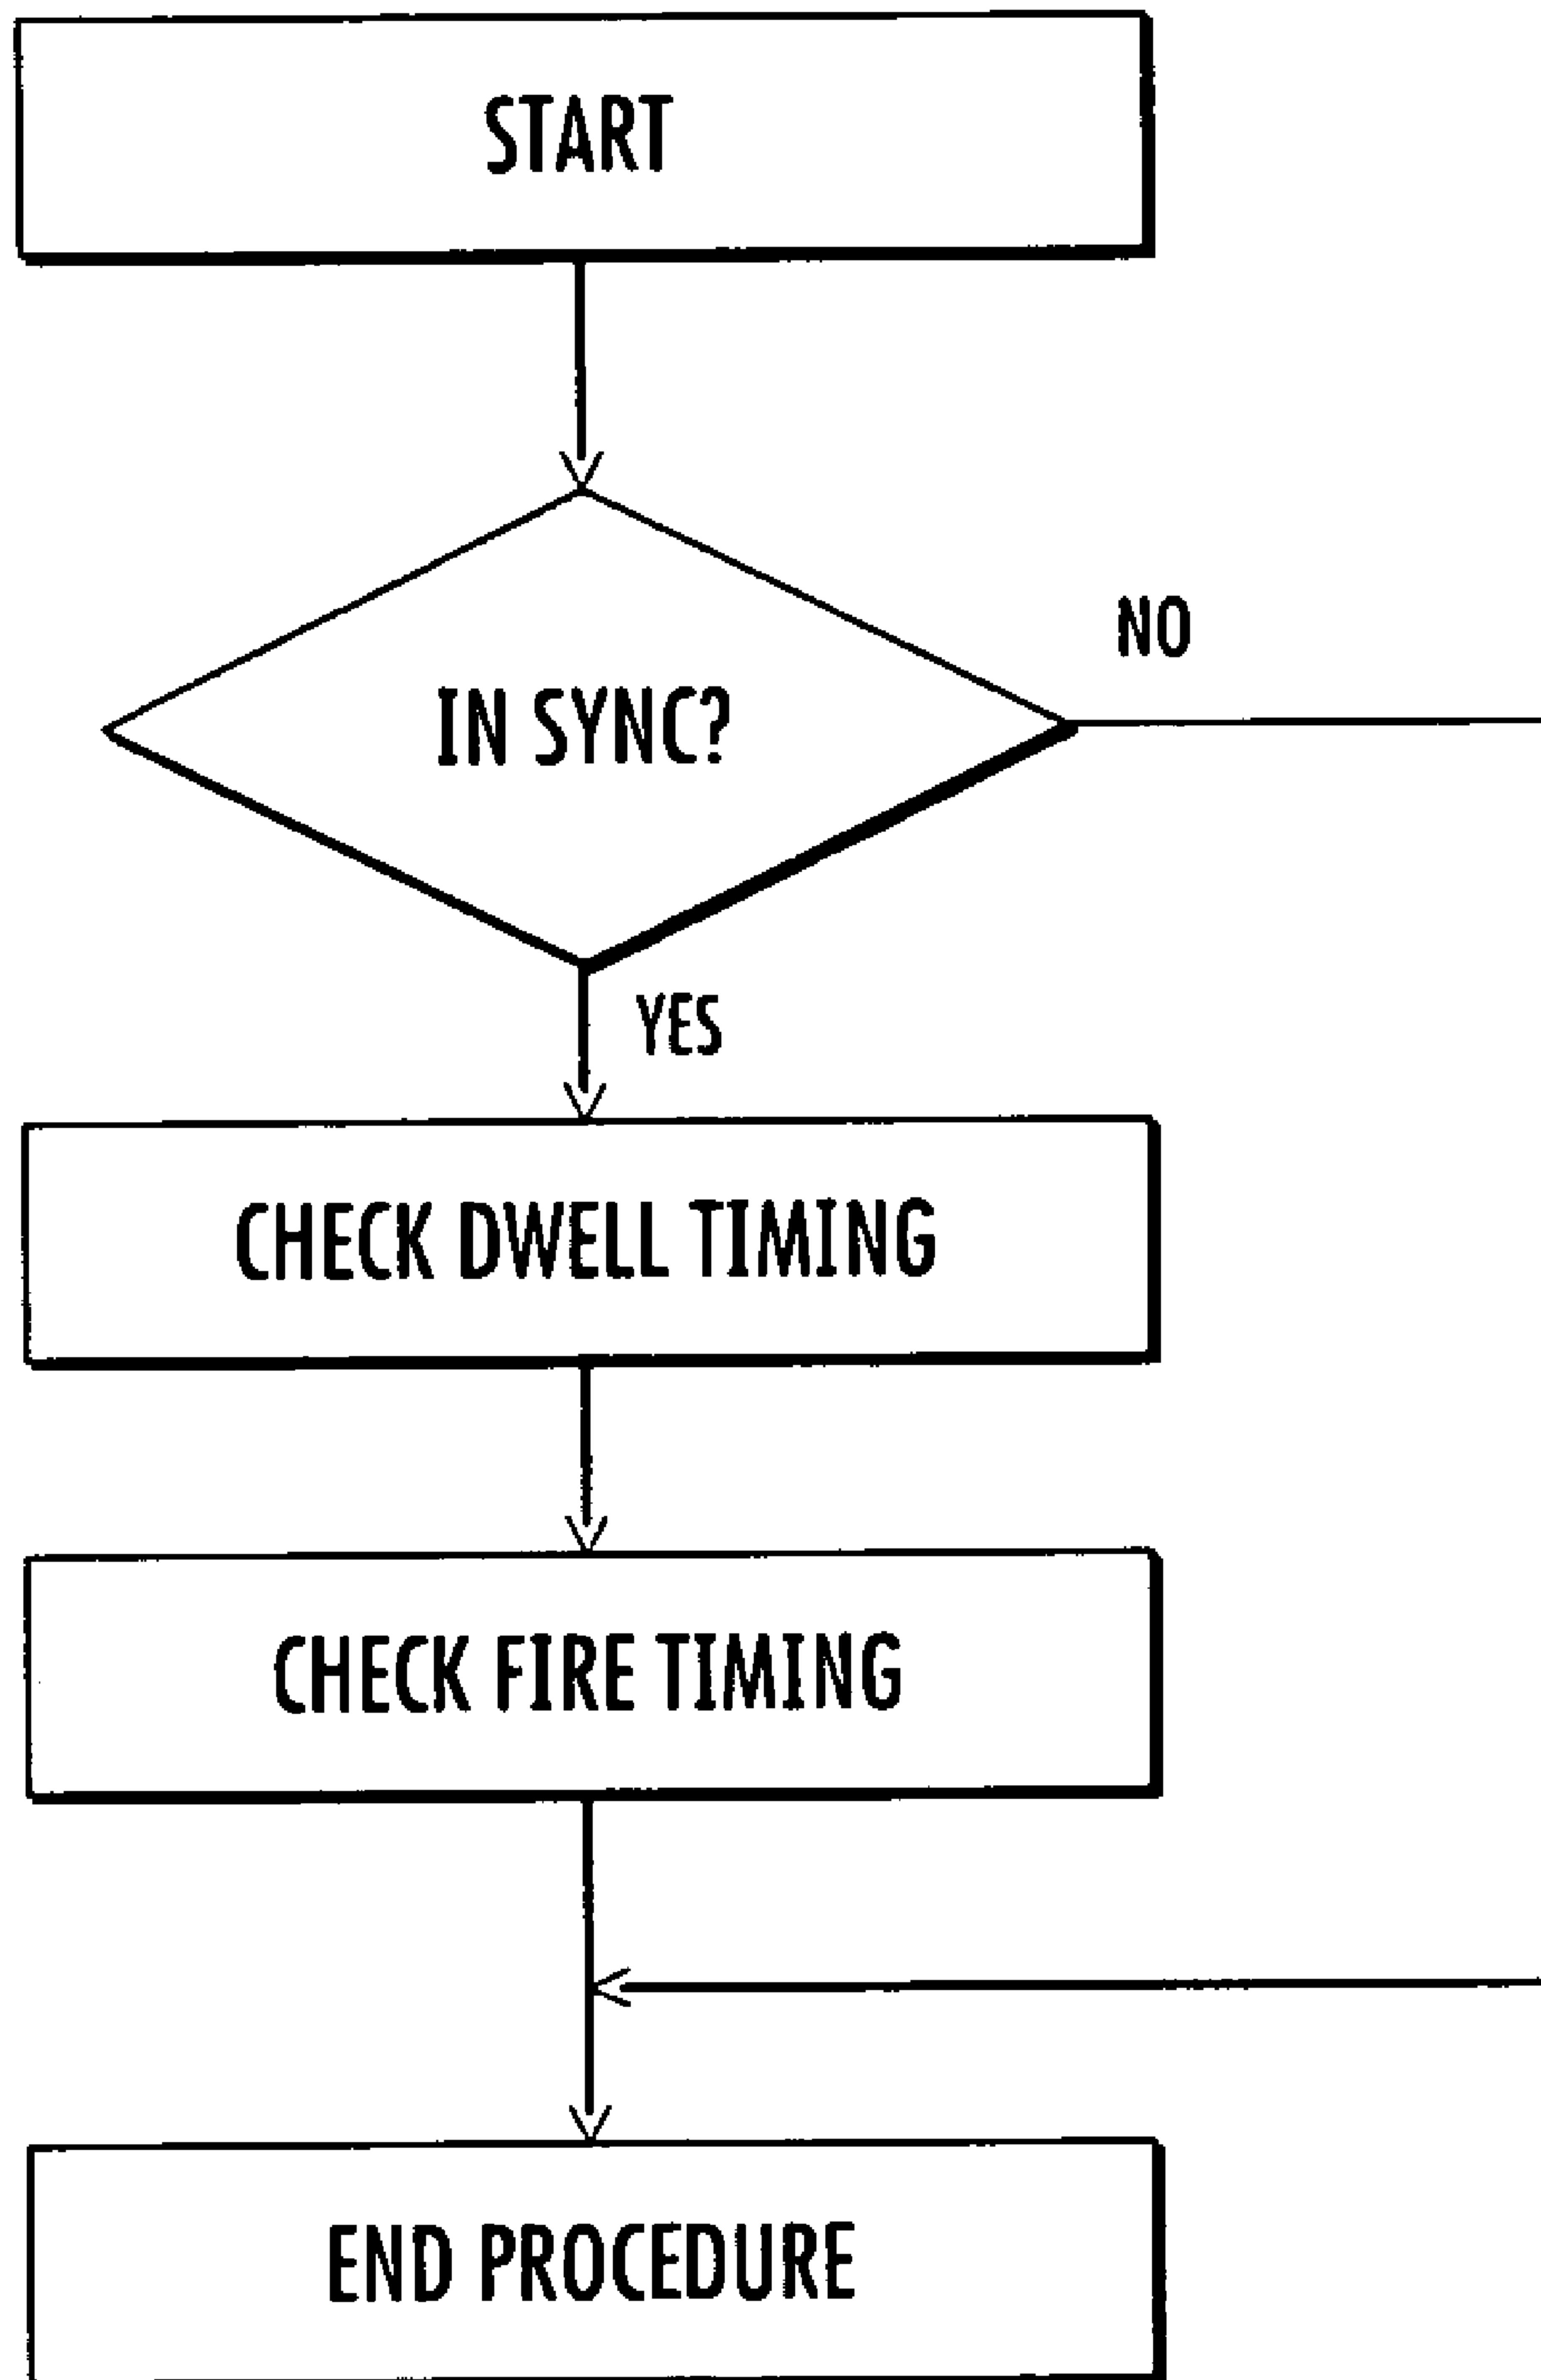 START
NO
IN SYNC?
YES
CHECK DWELL TIMING
CHECK FIRE TIMING
END PROCEDURE